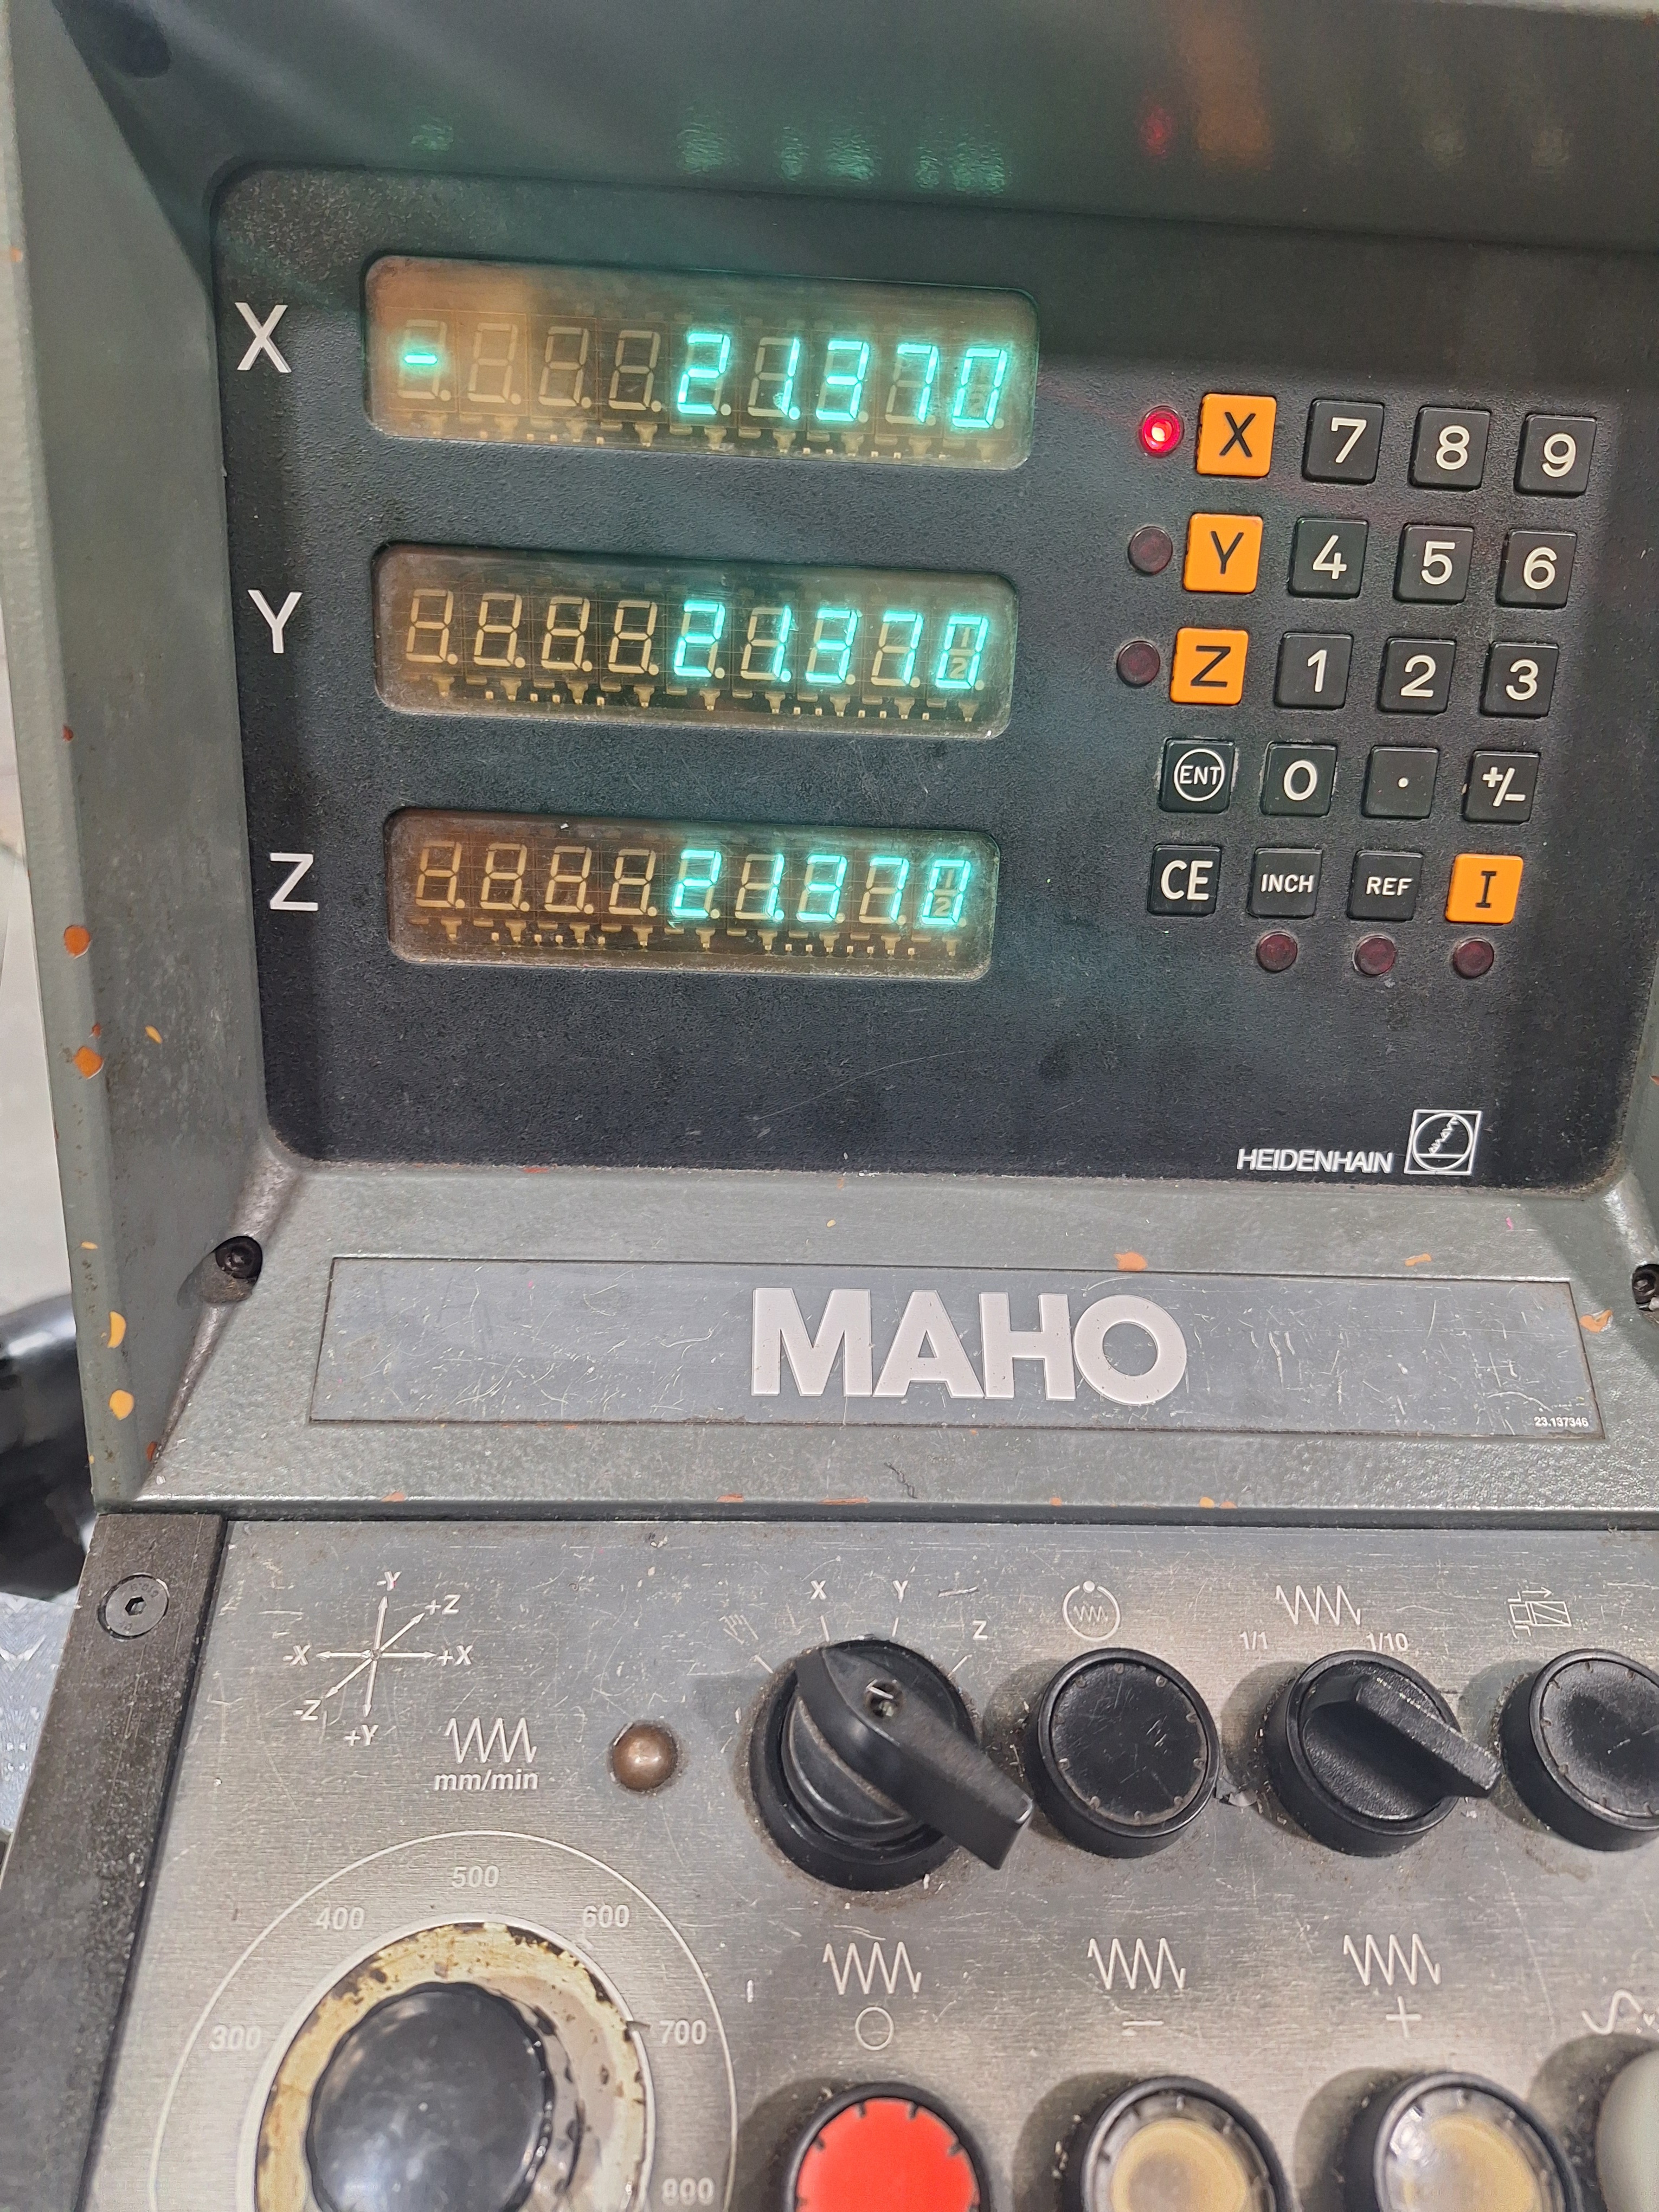 X - 21.370
X 7 8 9
Y 21.370
Y 4 5 6
Z 21.370
Z 1 2 3
ENT 0 . +/-
CE INCH REF I
HEIDENHAIN
MAHO
23.137346
-Y
+Z
-X +X
-Z
+Y
mm/min
X Y Z
1/1 1/10
500
400 600
300 700
800
- +